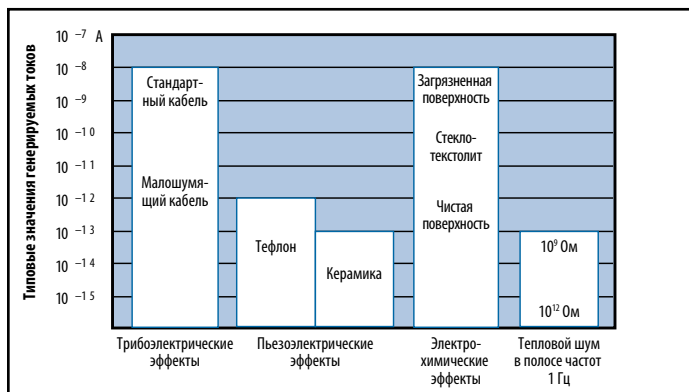 Типовые значения генерируемых токов
10 –7 А
10 –8
10 –9
10 –10
10 –11
10 –12
10 –13
10 –14
10 –15
Стандарт-
ный кабель
Малошумя-
щий кабель
Тефлон
Керамика
Загрязненная
поверхность
Стекло-
текстолит
Чистая
поверхность
10⁹ Ом
10¹² Ом
Трибоэлектрические
эффекты
Пьезоэлектрические
эффекты
Электро-
химические
эффекты
Тепловой шум
в полосе частот
1 Гц